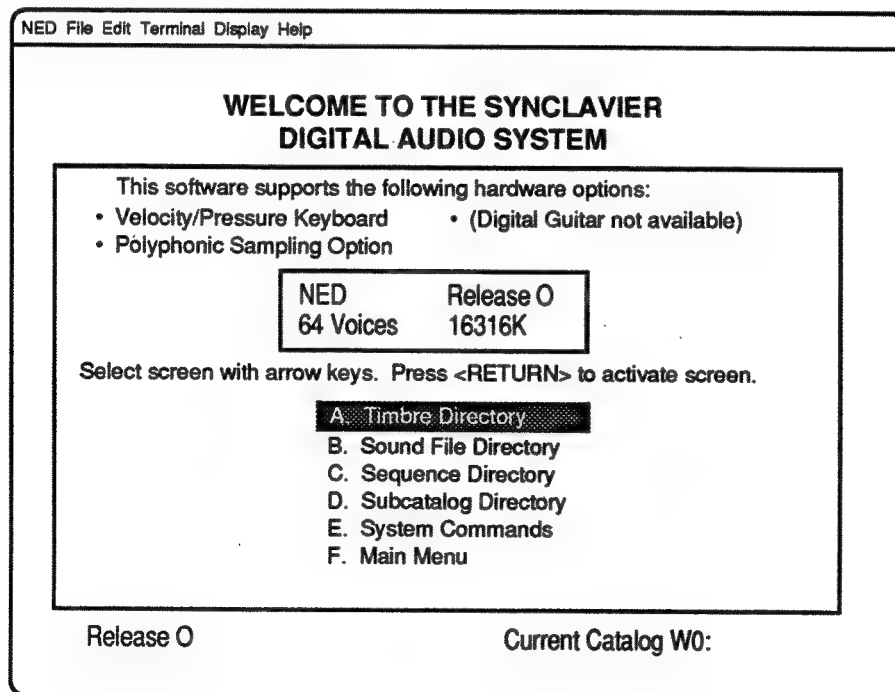 NED File Edit Terminal Display Help
WELCOME TO THE SYNCLAVIER
DIGITAL AUDIO SYSTEM
This software supports the following hardware options:
• Velocity/Pressure Keyboard • (Digital Guitar not available)
• Polyphonic Sampling Option
NED Release O
64 Voices 16316K
Select screen with arrow keys. Press <RETURN> to activate screen.
A. Timbre Directory
B. Sound File Directory
C. Sequence Directory
D. Subcatalog Directory
E. System Commands
F. Main Menu
Release O Current Catalog W0: